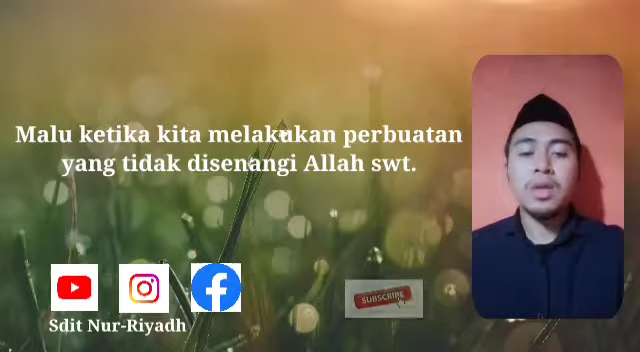 Malu ketika kita melakukan perbuatan
yang tidak disenangi Allah swt.
SUBSCRIBE
Sdit Nur-Riyadh